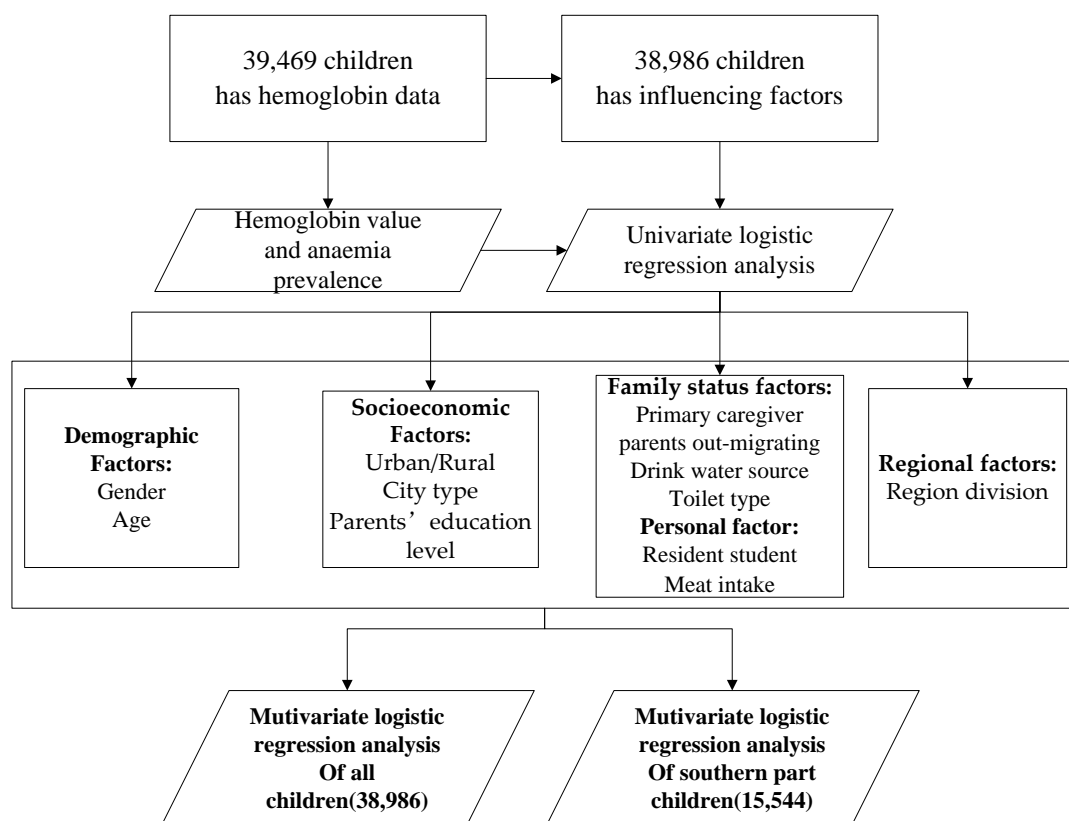 39,469 children
has hemoglobin data
38,986 children
has influencing factors
Hemoglobin value
and anaemia
prevalence
Univariate logistic
regression analysis
Demographic
Factors:
Gender
Age
Socioeconomic
Factors:
Urban/Rural
City type
Parents’ education
level
Family status factors:
Primary caregiver
parents out-migrating
Drink water source
Toilet type
Personal factor:
Resident student
Meat intake
Regional factors:
Region division
Mutivariate logistic
regression analysis
Of all
children(38,986)
Mutivariate logistic
regression analysis
Of southern part
children(15,544)